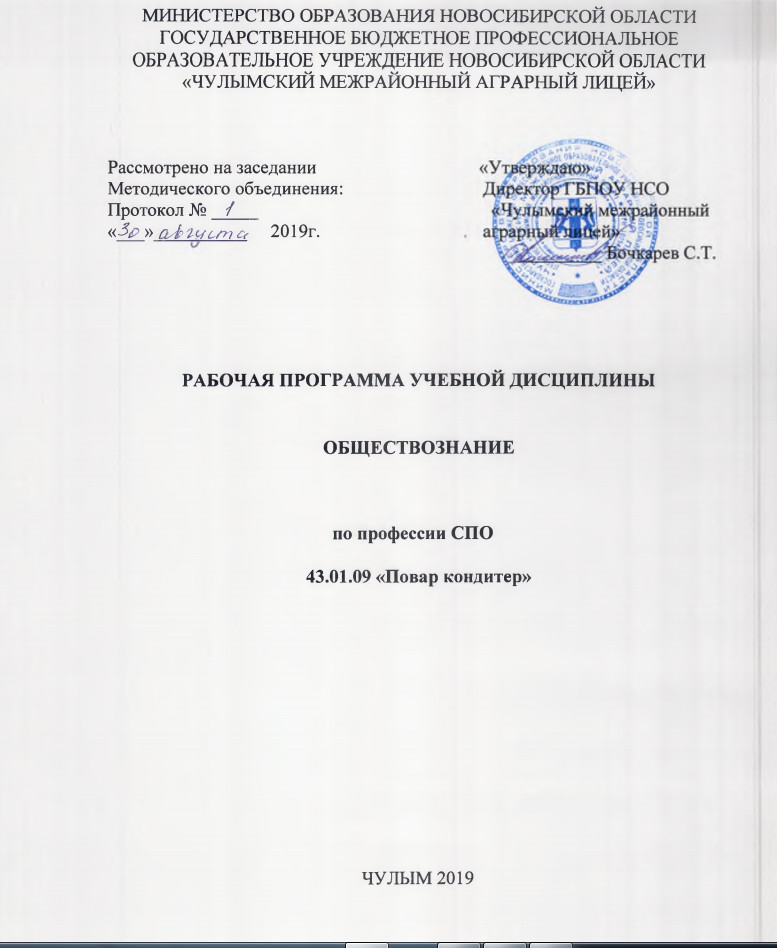 МИНИСТЕРСТВО ОБРАЗОВАНИЯ НОВОСИБИРСКОЙ ОБЛАСТИ
ГОСУДАРСТВЕННОЕ БЮДЖЕТНОЕ ПРОФЕССИОНАЛЬНОЕ
ОБРАЗОВАТЕЛЬНОЕ УЧРЕЖДЕНИЕ НОВОСИБИРСКОЙ ОБЛАСТИ
«ЧУЛЫМСКИЙ МЕЖРАЙОННЫЙ АГРАРНЫЙ ЛИЦЕЙ»
Рассмотрено на заседании
Методического объединения:
Протокол № 1
«30» августа 2019г.
«Утверждаю»
Директор ГБПОУ НСО
«Чулымский межрайонный
аграрный лицей»
Бочкарев С.Т.
РАБОЧАЯ ПРОГРАММА УЧЕБНОЙ ДИСЦИПЛИНЫ
ОБЩЕСТВОЗНАНИЕ
по профессии СПО
43.01.09 «Повар кондитер»
ЧУЛЫМ 2019